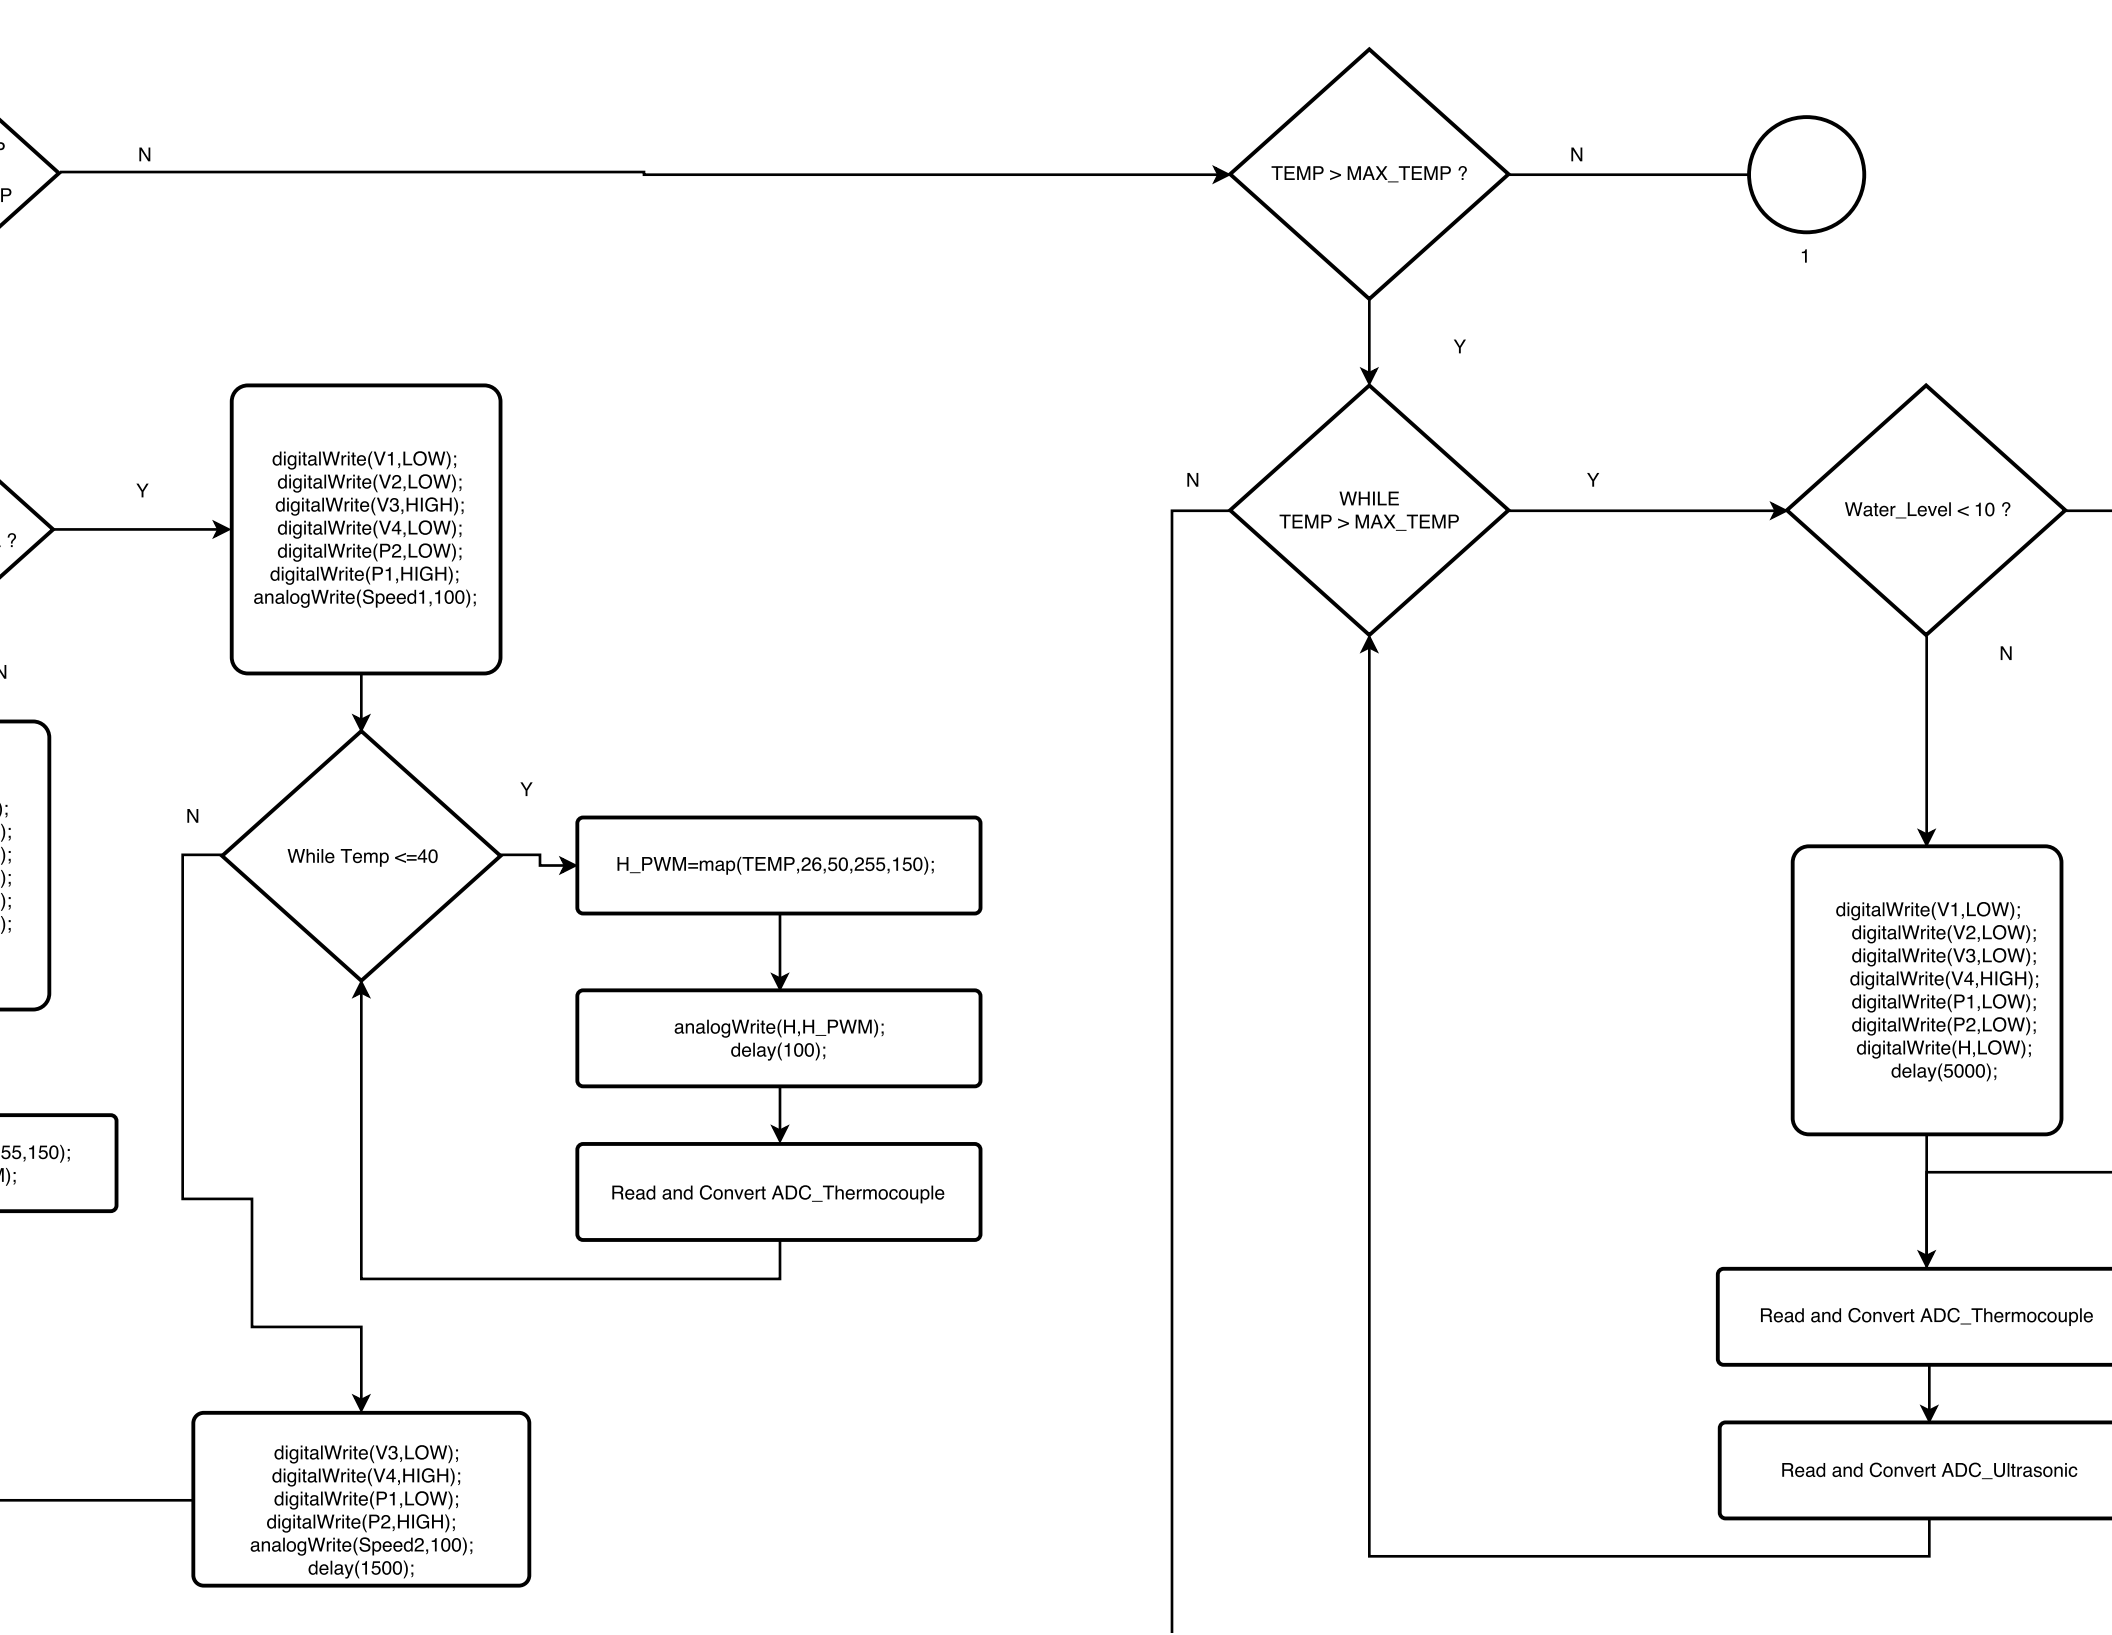 P
P
N
TEMP > MAX_TEMP ?
N
1
Y
Y
? 
digitalWrite(V1,LOW);
digitalWrite(V2,LOW);
digitalWrite(V3,HIGH);
digitalWrite(V4,LOW);
digitalWrite(P2,LOW);
digitalWrite(P1,HIGH);
analogWrite(Speed1,100);
N
WHILE
TEMP > MAX_TEMP
Y
Water_Level < 10 ?
N
N
);
);
);
);
);
);
N
While Temp <=40
Y
H_PWM=map(TEMP,26,50,255,150);
analogWrite(H,H_PWM);
delay(100);
Read and Convert ADC_Thermocouple
55,150);
);
digitalWrite(V1,LOW);
digitalWrite(V2,LOW);
digitalWrite(V3,LOW);
digitalWrite(V4,HIGH);
digitalWrite(P1,LOW);
digitalWrite(P2,LOW);
digitalWrite(H,LOW);
delay(5000);
Read and Convert ADC_Thermocouple
Read and Convert ADC_Ultrasonic
digitalWrite(V3,LOW);
digitalWrite(V4,HIGH);
digitalWrite(P1,LOW);
digitalWrite(P2,HIGH);
analogWrite(Speed2,100);
delay(1500);